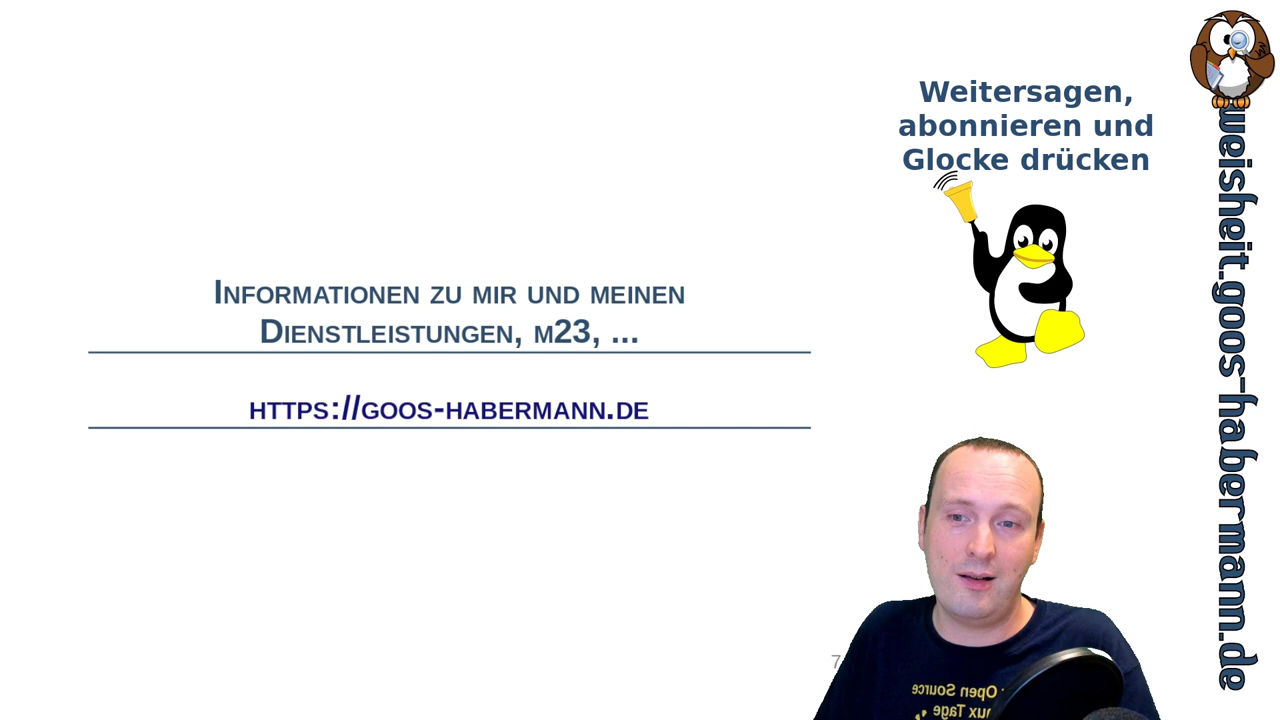 Weitersagen,
abonnieren und
Glocke drücken
Informationen zu mir und meinen
Dienstleistungen, m23, ...
https://goos-habermann.de
weisheit.goos-habermann.de
7
Open Source
aux Tage